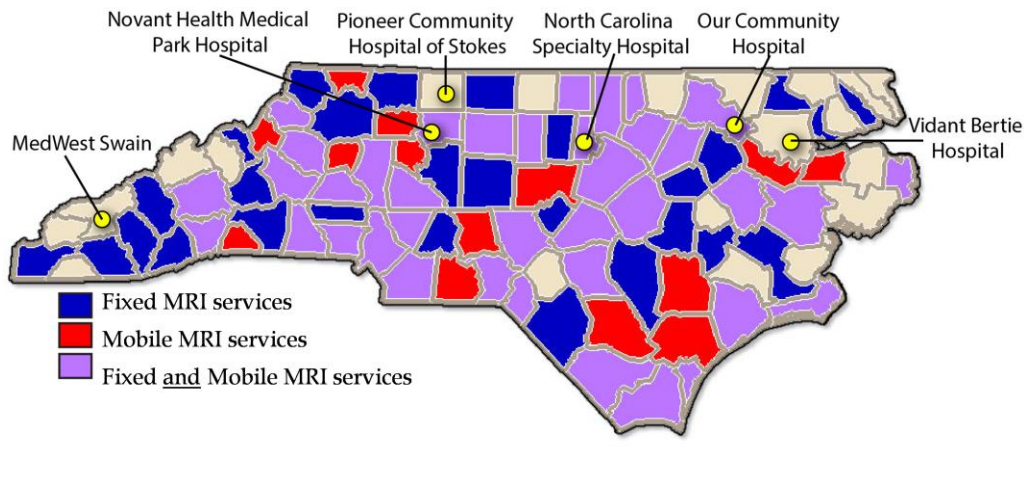 Novant Health Medical
Park Hospital
Pioneer Community
Hospital of Stokes
North Carolina
Specialty Hospital
Our Community
Hospital
MedWest Swain
Vidant Bertie
Hospital
Fixed MRI services
Mobile MRI services
Fixed and Mobile MRI services